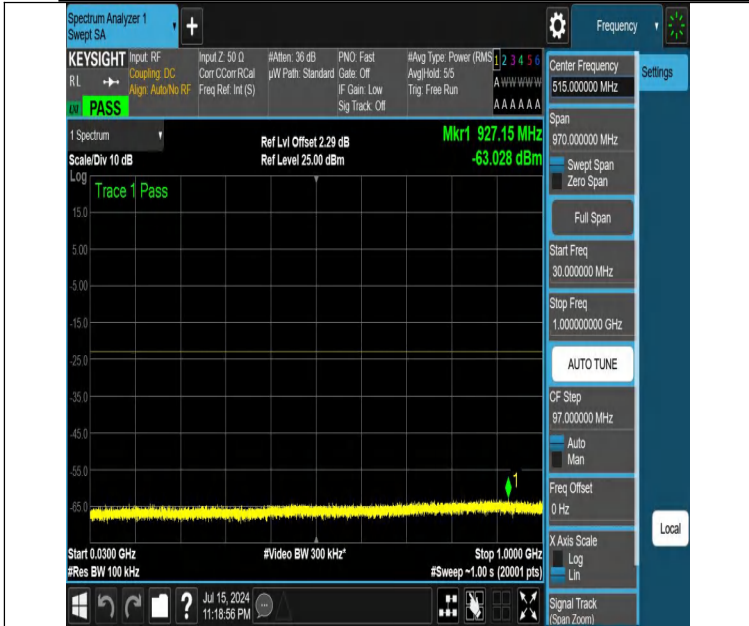 Spectrum Analyzer 1
Swept SA
Frequency
KEYSIGHT
RL
PASS
Input: RF
Coupling: DC
Align: Auto/No RF
Input Z: 50 Ω
Corr CCorr RCal
Freq Ref: Int (S)
#Atten: 36 dB
µW Path: Standard
PNO: Fast
Gate: Off
IF Gain: Low
Sig Track: Off
#Avg Type: Power (RMS
Avg|Hold: 5/5
Trig: Free Run
1 2 3 4 5 6
A W W W W W
A A A A A A
1 Spectrum
Scale/Div 10 dB
Ref Lvl Offset 2.29 dB
Ref Level 25.00 dBm
Mkr1 927.15 MHz
-63.028 dBm
Log
Trace 1 Pass
15.0
5.00
-5.00
-15.0
-25.0
-35.0
-45.0
-55.0
-65.0
1
Start 0.0300 GHz
#Res BW 100 kHz
#Video BW 300 kHz*
Stop 1.0000 GHz
#Sweep ~1.00 s (20001 pts)
Jul 15, 2024
11:18:56 PM
Center Frequency
515.000000 MHz
Settings
Span
970.000000 MHz
Swept Span
Zero Span
Full Span
Start Freq
30.000000 MHz
Stop Freq
1.000000000 GHz
AUTO TUNE
CF Step
97.000000 MHz
Auto
Man
Freq Offset
0 Hz
X Axis Scale
Log
Lin
Local
Signal Track
(Span Zoom)